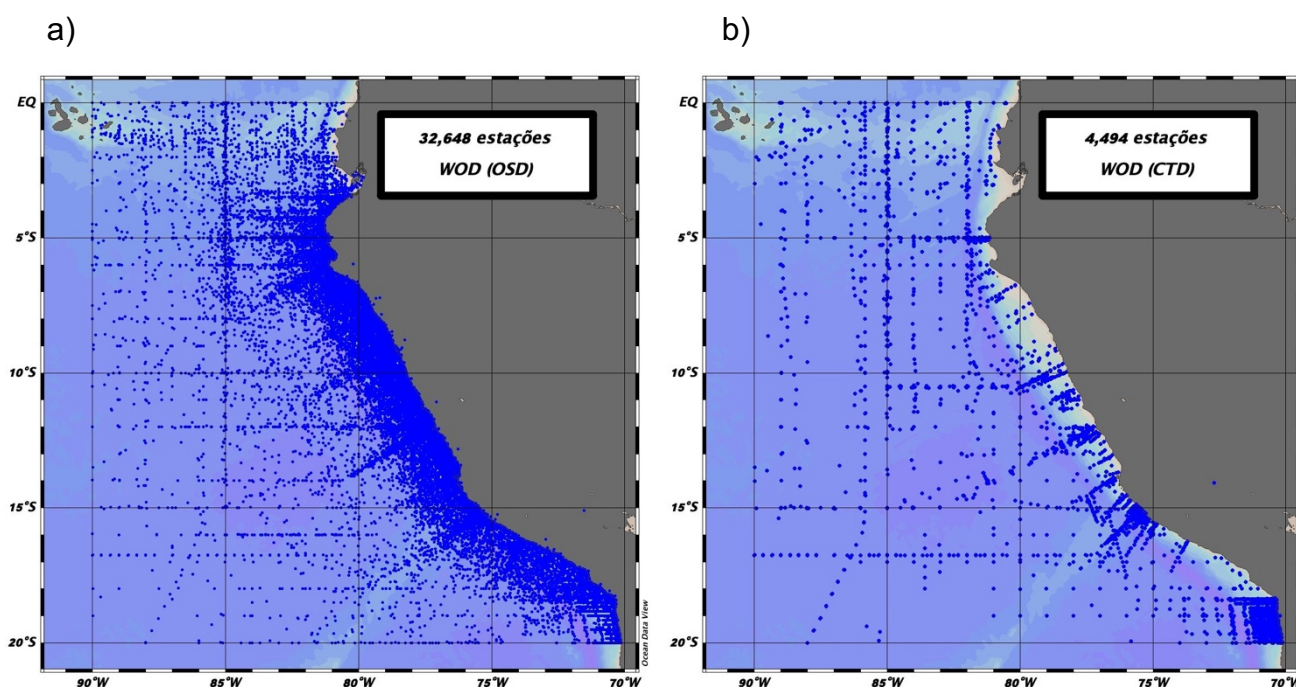 a)
b)
EQ
5°S
10°S
15°S
20°S
90°W
85°W
80°W
75°W
70°W
32,648 estações
WOD (OSD)
Ocean Data View
EQ
5°S
10°S
15°S
20°S
90°W
85°W
80°W
75°W
70°W
4,494 estações
WOD (CTD)